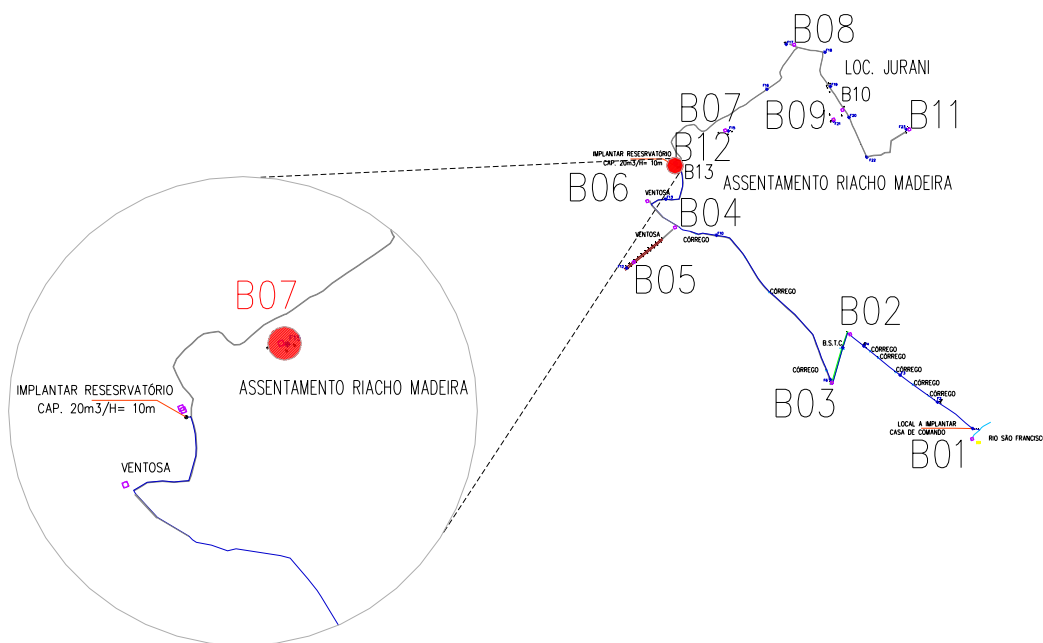 B08
LOC. JURANI
B07
B09
B10
B11
B12
IMPLANTAR RESESRVATÓRIO
CAP. 20m3/H= 10m
B13
ASSENTAMENTO RIACHO MADEIRA
B06
VENTOSA
B04
VENTOSA
CÓRREGO
B05
CÓRREGO
B02
B.S.T.C.
CÓRREGO
CÓRREGO
CÓRREGO
CÓRREGO
CÓRREGO
B03
LOCAL A IMPLANTAR
CASA DE COMANDO
B01
RIO SÃO FRANCISO
B07
ASSENTAMENTO RIACHO MADEIRA
IMPLANTAR RESESRVATÓRIO
CAP. 20m3/H= 10m
VENTOSA